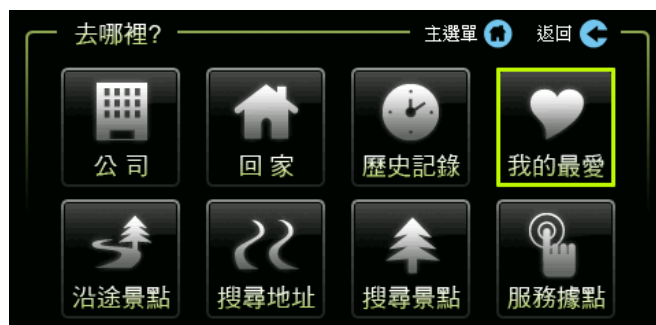 去哪裡?
主選單 返回
公司 回家 歷史記錄 我的最愛
沿途景點 搜尋地址 搜尋景點 服務據點